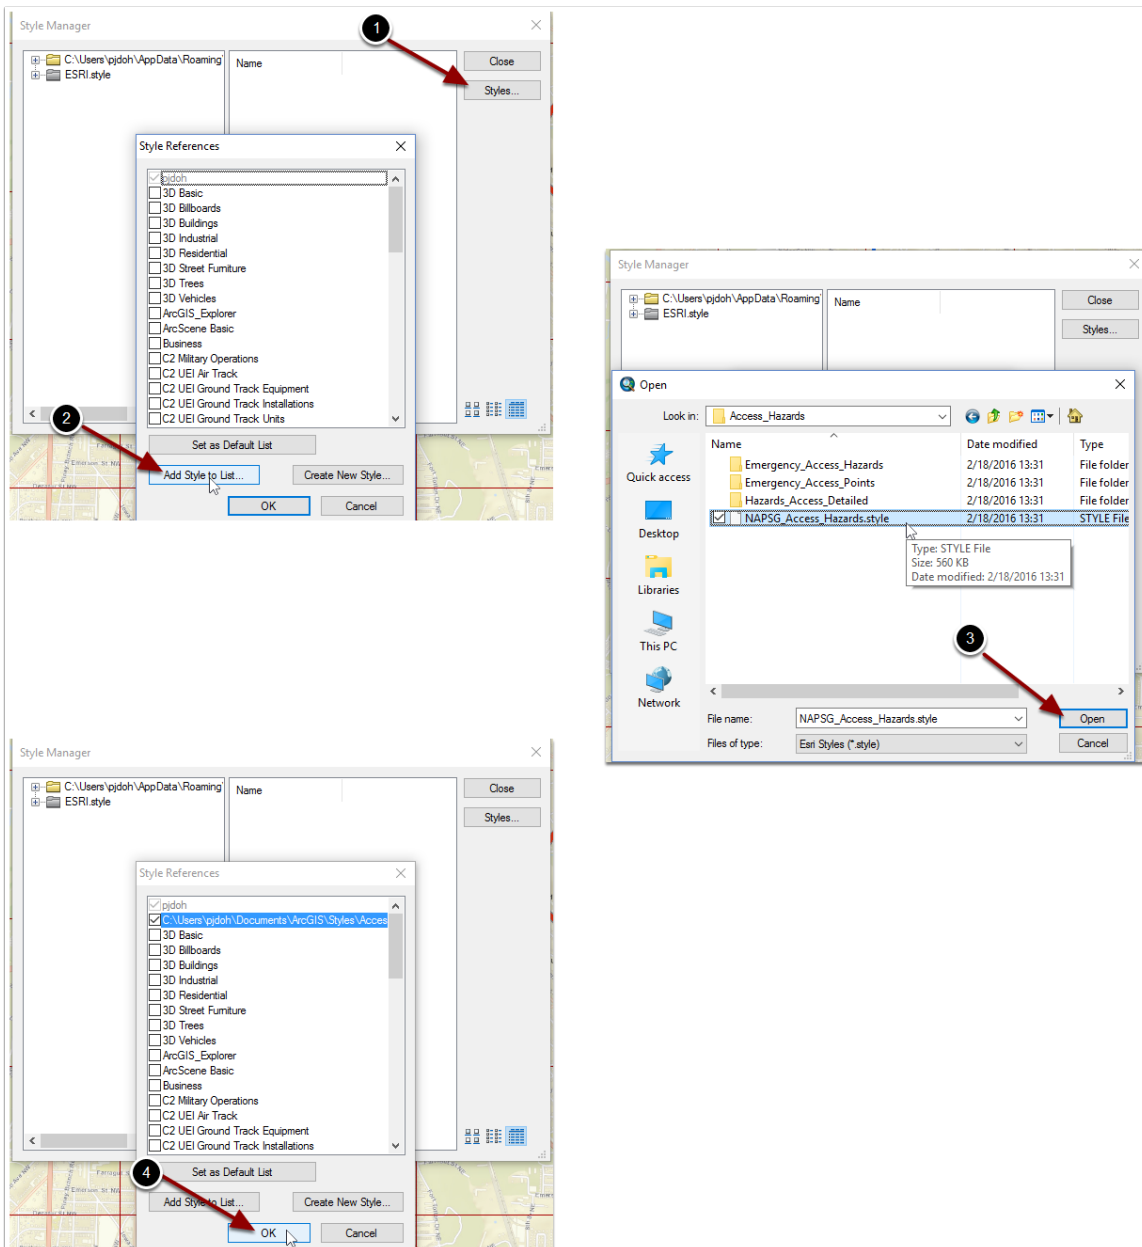 Style Manager
1
C:\Users\pjdoh\AppData\Roaming
ESRI.style
Name
Close
Styles...
Style References
pjdoh
3D Basic
3D Billboards
3D Buildings
3D Industrial
3D Residential
3D Street Furniture
3D Trees
3D Vehicles
ArcGIS_Explorer
ArcScene Basic
Business
C2 Military Operations
C2 UEI Air Track
C2 UEI Ground Track Equipment
C2 UEI Ground Track Installations
C2 UEI Ground Track Units
2
Set as Default List
Add Style to List...
Create New Style...
OK
Cancel
Style Manager
C:\Users\pjdoh\AppData\Roaming
ESRI.style
Name
Close
Styles...
Open
Look in:
Access_Hazards
Name
Date modified
Type
Emergency_Access_Hazards
2/18/2016 13:31
File folder
Emergency_Access_Points
2/18/2016 13:31
File folder
Hazards_Access_Detailed
2/18/2016 13:31
File folder
NAPSG_Access_Hazards.style
2/18/2016 13:31
STYLE File
Type: STYLE File
Size: 560 KB
Date modified: 2/18/2016 13:31
Quick access
Desktop
Libraries
This PC
Network
3
File name:
NAPSG_Access_Hazards.style
Open
Files of type:
Esri Styles (*.style)
Cancel
Style Manager
C:\Users\pjdoh\AppData\Roaming
ESRI.style
Name
Close
Styles...
Style References
pjdoh
C:\Users\pjdoh\Documents\ArcGIS\Styles\Acces
3D Basic
3D Billboards
3D Buildings
3D Industrial
3D Residential
3D Street Furniture
3D Trees
3D Vehicles
ArcGIS_Explorer
ArcScene Basic
Business
C2 Military Operations
C2 UEI Air Track
C2 UEI Ground Track Equipment
C2 UEI Ground Track Installations
4
Set as Default List
Add Style to List...
Create New Style...
OK
Cancel